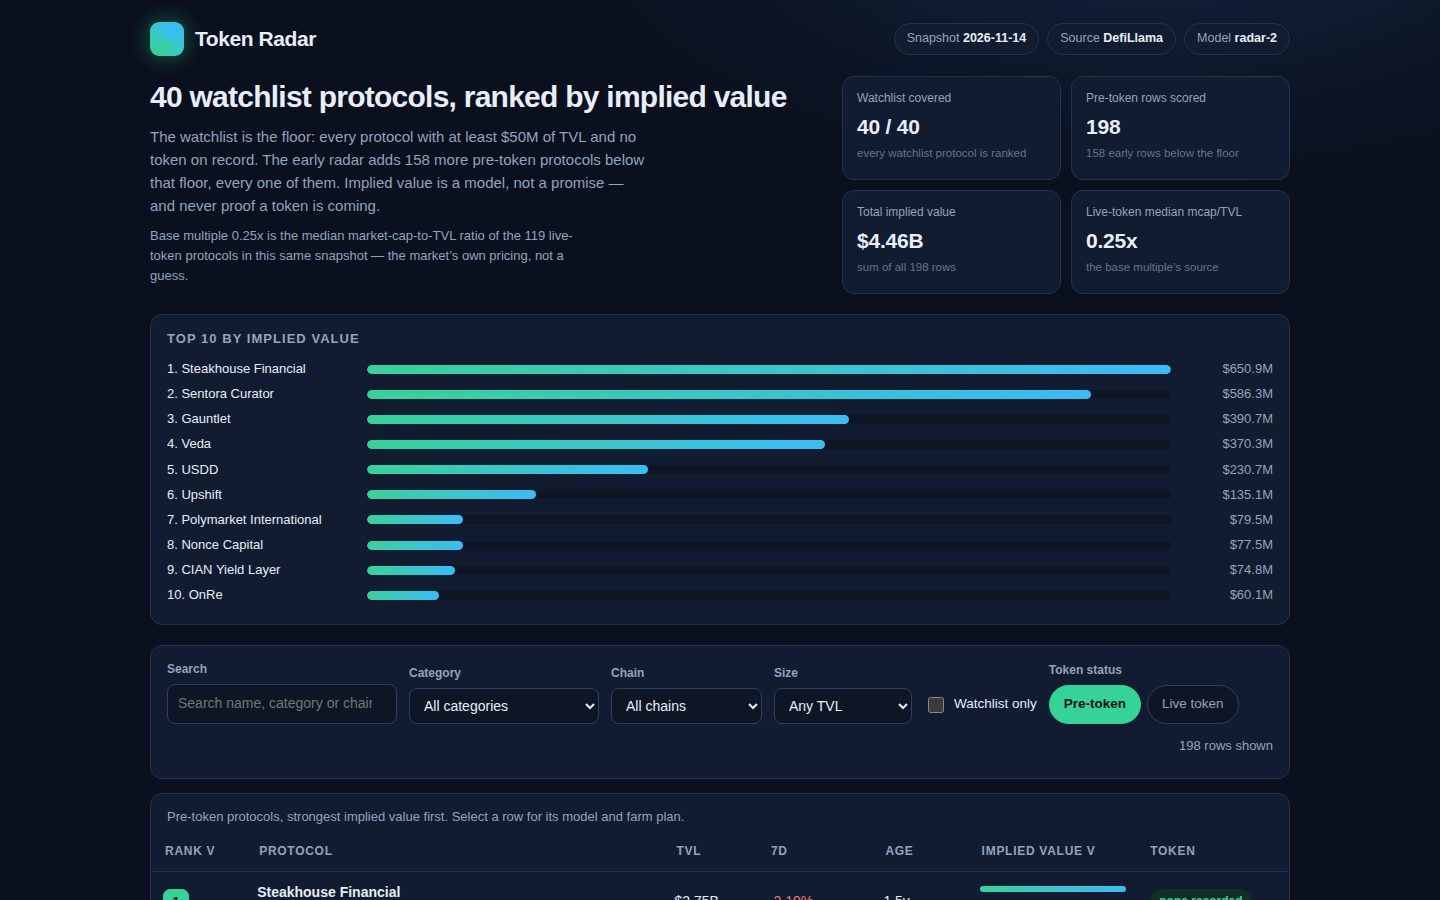 Token Radar
Snapshot 2026-11-14
Source DefiLlama
Model radar-2
40 watchlist protocols, ranked by implied value
The watchlist is the floor: every protocol with at least $50M of TVL and no
token on record. The early radar adds 158 more pre-token protocols below
that floor, every one of them. Implied value is a model, not a promise —
and never proof a token is coming.
Base multiple 0.25x is the median market-cap-to-TVL ratio of the 119 live-
token protocols in this same snapshot — the market's own pricing, not a
guess.
Watchlist covered
40 / 40
every watchlist protocol is ranked
Pre-token rows scored
198
158 early rows below the floor
Total implied value
$4.46B
sum of all 198 rows
Live-token median mcap/TVL
0.25x
the base multiple's source
TOP 10 BY IMPLIED VALUE
1. Steakhouse Financial $650.9M
2. Sentora Curator $586.3M
3. Gauntlet $390.7M
4. Veda $370.3M
5. USDD $230.7M
6. Upshift $135.1M
7. Polymarket International $79.5M
8. Nonce Capital $77.5M
9. CIAN Yield Layer $74.8M
10. OnRe $60.1M
Search
Search name, category or chain
Category
All categories
Chain
All chains
Size
Any TVL
Watchlist only
Token status
Pre-token
Live token
198 rows shown
Pre-token protocols, strongest implied value first. Select a row for its model and farm plan.
RANK V PROTOCOL TVL 7D AGE IMPLIED VALUE V TOKEN
Steakhouse Financial